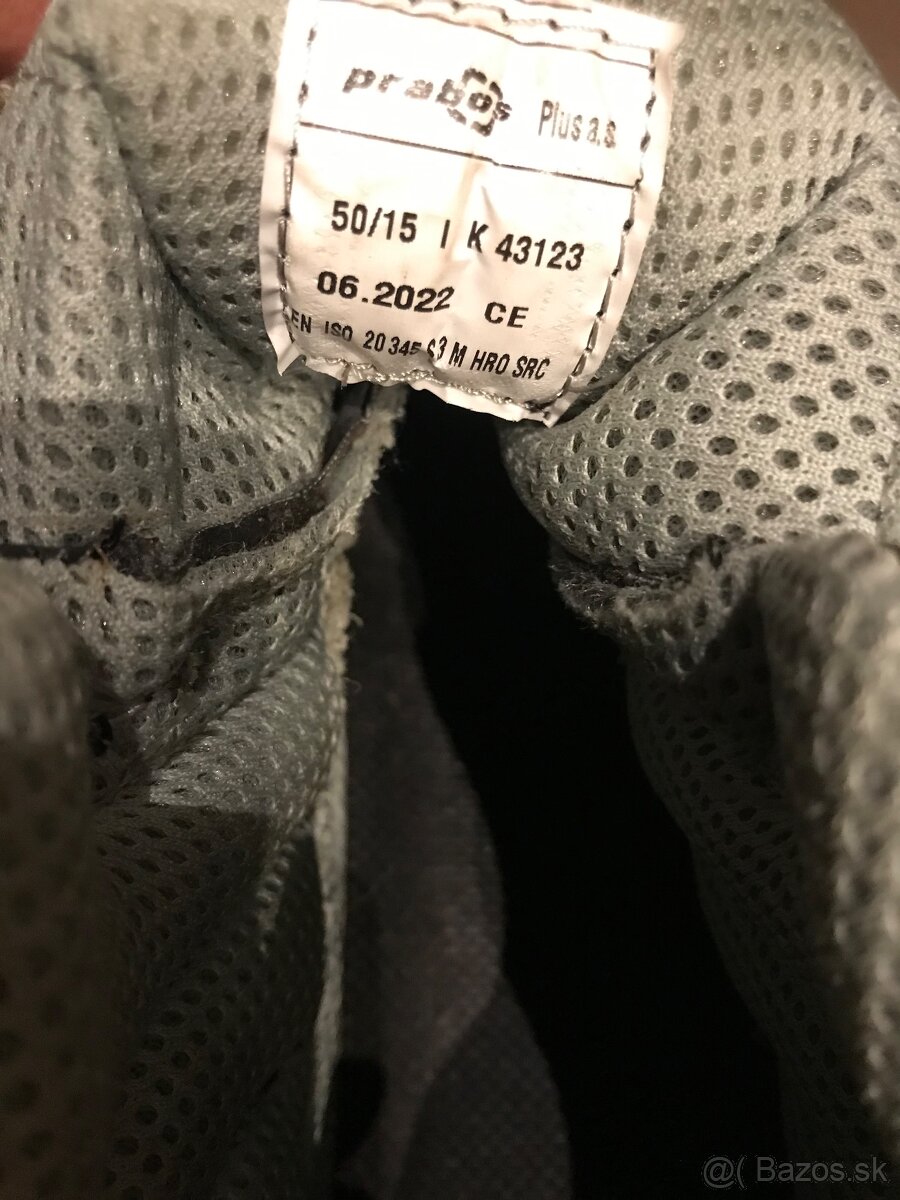 prabos Plus a.s.
50/15 I K 43123
06.2022 CE
EN ISO 20 345 S3 M HRO SRC
@( Bazos.sk